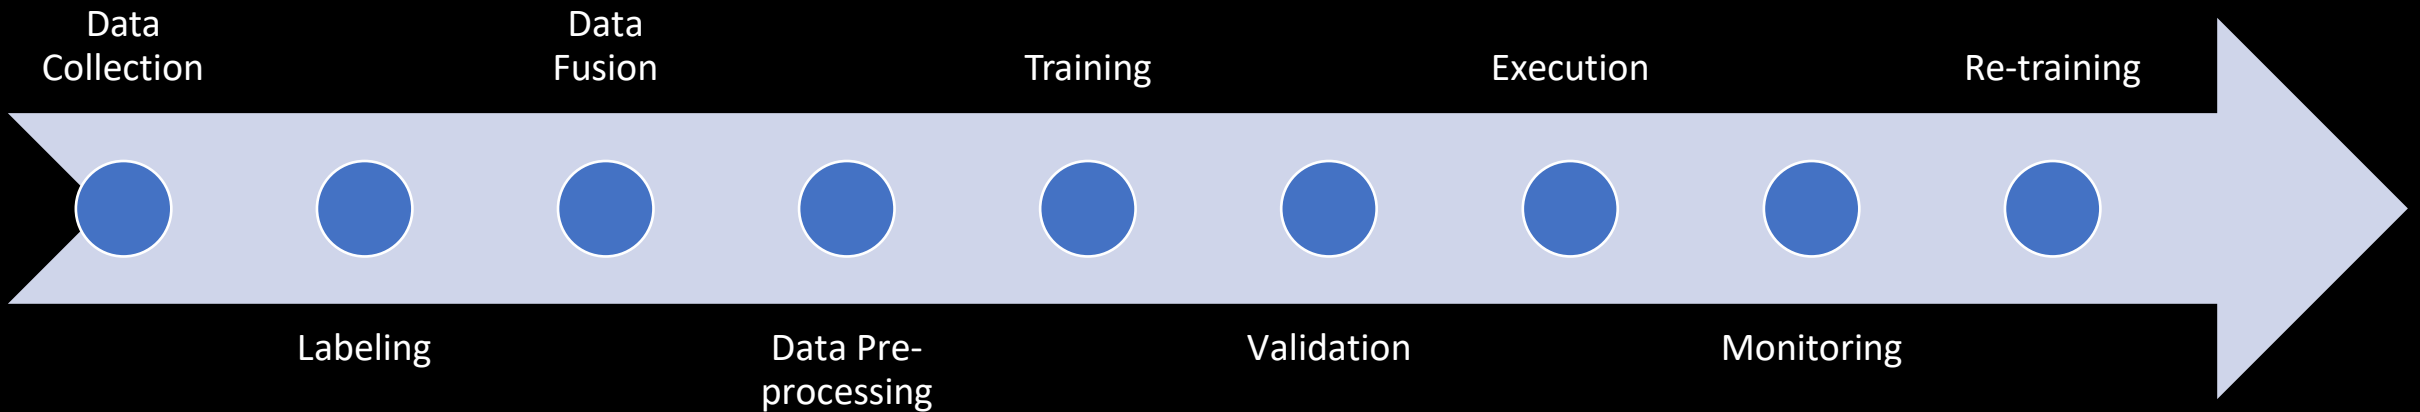 Data
Collection
Labeling
Data
Fusion
Data Pre-
processing
Training
Validation
Execution
Monitoring
Re-training